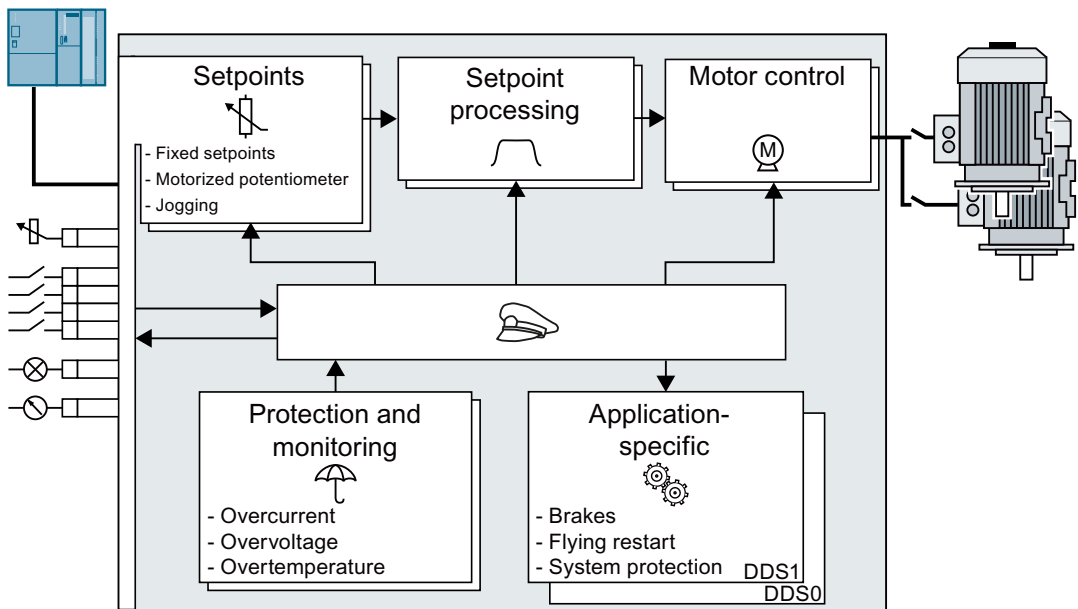 Setpoints
- Fixed setpoints
- Motorized potentiometer
- Jogging
Setpoint
processing
Motor control
M
Protection and
monitoring
- Overcurrent
- Overvoltage
- Overtemperature
Application-
specific
- Brakes
- Flying restart
- System protection
DDS1
DDS0